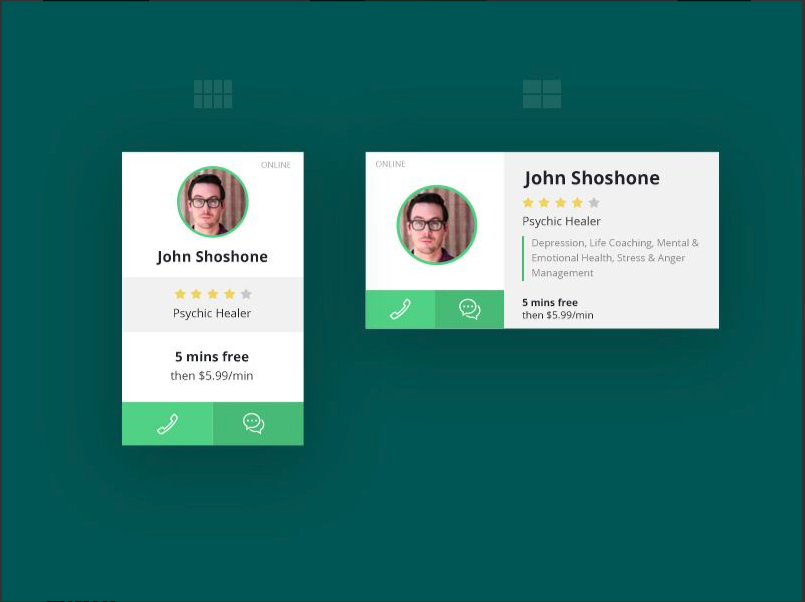 ONLINE
John Shoshone
Psychic Healer
5 mins free
then $5.99/min
ONLINE
John Shoshone
Psychic Healer
Depression, Life Coaching, Mental &
Emotional Health, Stress & Anger
Management
5 mins free
then $5.99/min